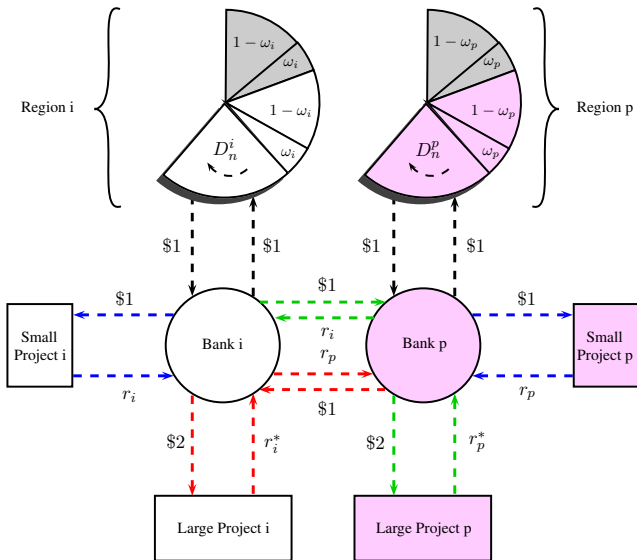 1 − ω_i
ω_i
1 − ω_p
ω_p
Region i
1 − ω_i
1 − ω_p
Region p
D_n^i
ω_i
D_n^p
ω_p
$1
$1
$1
$1
$1
$1
$1
Small
Project i
Bank i
r_i
Bank p
Small
Project p
r_p
r_i
$1
r_p
$2
r_i^*
$2
r_p^*
Large Project i
Large Project p